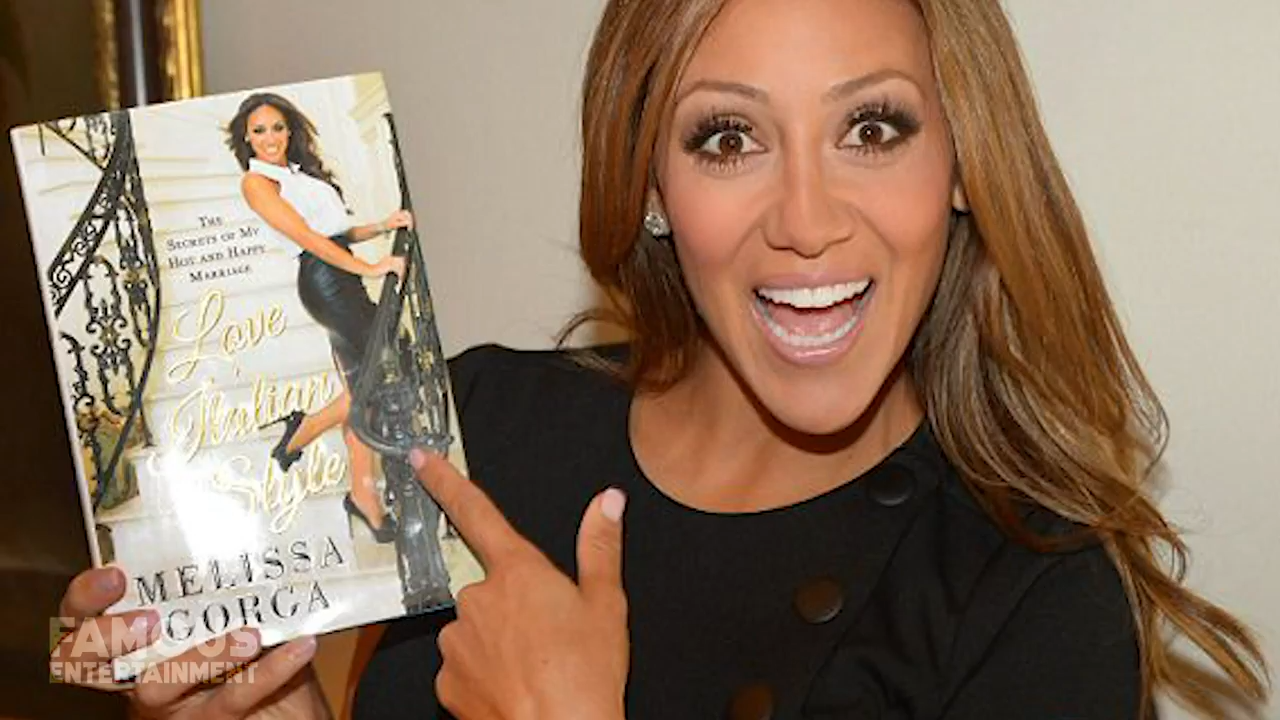 THE
SECRETS OF MY
HOT AND HAPPY
MARRIAGE
Love
Italian
Style
MELISSA
GORGA
FAMOUS
ENTERTAINMENT